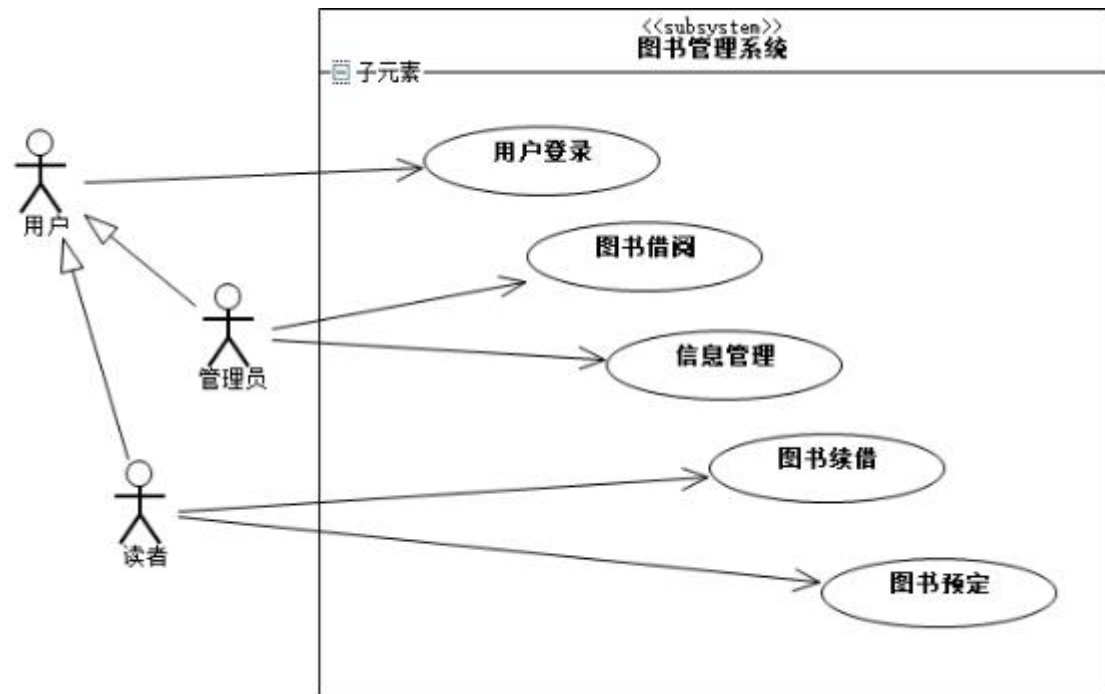 <<subsystem>>
图书管理系统
子元素
用户登录
用户
图书借阅
管理员
信息管理
图书续借
读者
图书预定